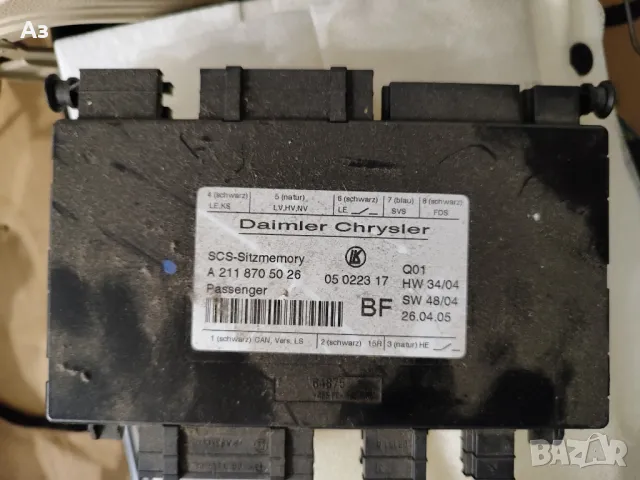 Аз
4 (schwarz) 5 (natur) 6 (schwarz) 7 (blau) 8 (schwarz)
LE,KS LV,HV,NV LE SVS FDS
Daimler Chrysler
SCS-Sitzmemory
A 211 870 50 26 05 0223 17
Passenger
BF
Q01
HW 34/04
SW 48/04
26.04.05
1 (schwarz) CAN, Vers. LS 2 (schwarz) 15R 3 (natur) HE
BAZAR